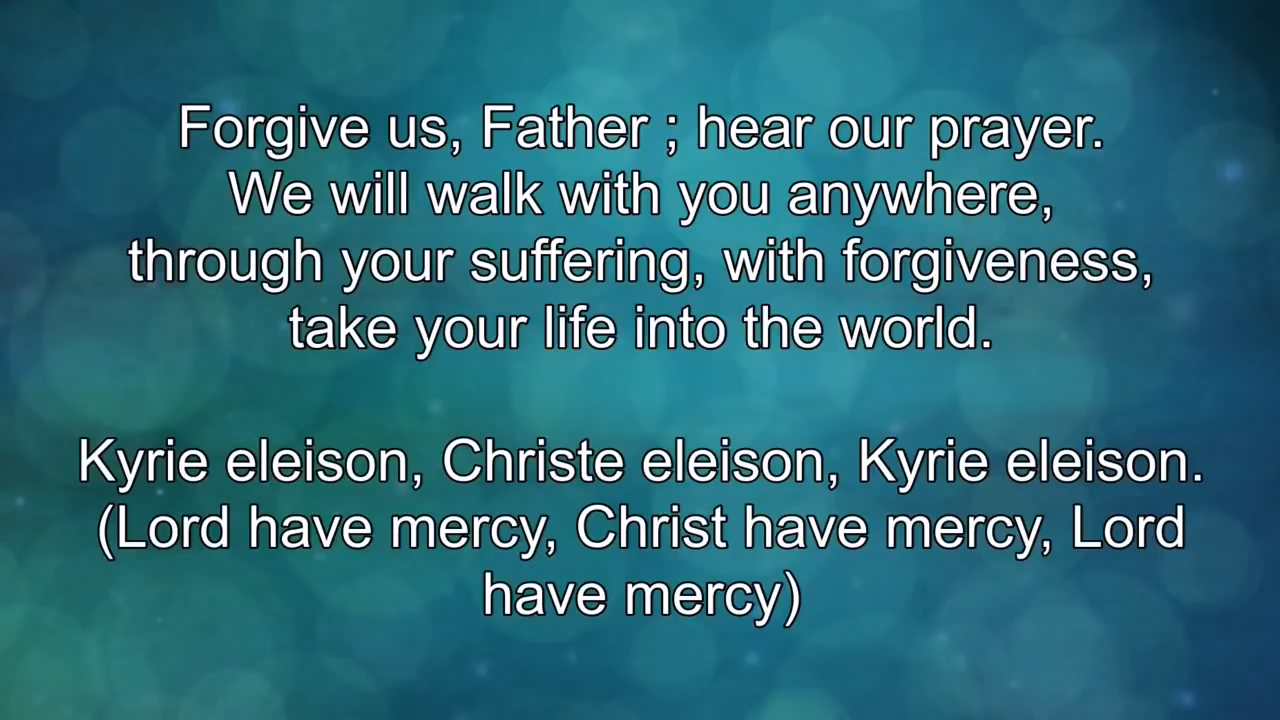 Forgive us, Father ; hear our prayer.
We will walk with you anywhere,
through your suffering, with forgiveness,
take your life into the world.
Kyrie eleison, Christe eleison, Kyrie eleison.
(Lord have mercy, Christ have mercy, Lord
have mercy)